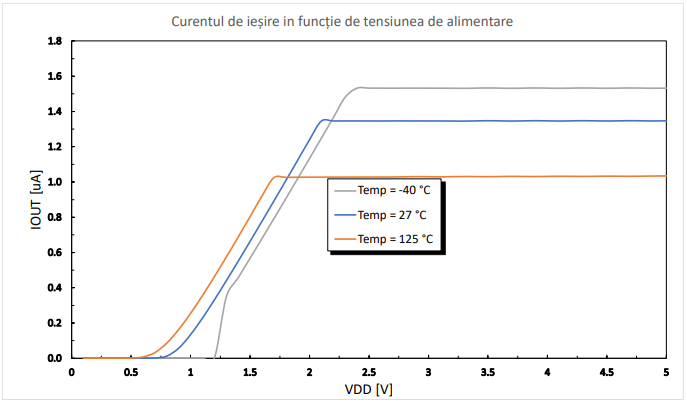 Curentul de ieșire in funcție de tensiunea de alimentare
1.8
1.6
1.4
1.2
1.0
0.8
0.6
0.4
0.2
0.0
IOUT [uA]
Temp = -40 °C
Temp = 27 °C
Temp = 125 °C
0 0.5 1 1.5 2 2.5 3 3.5 4 4.5 5
VDD [V]